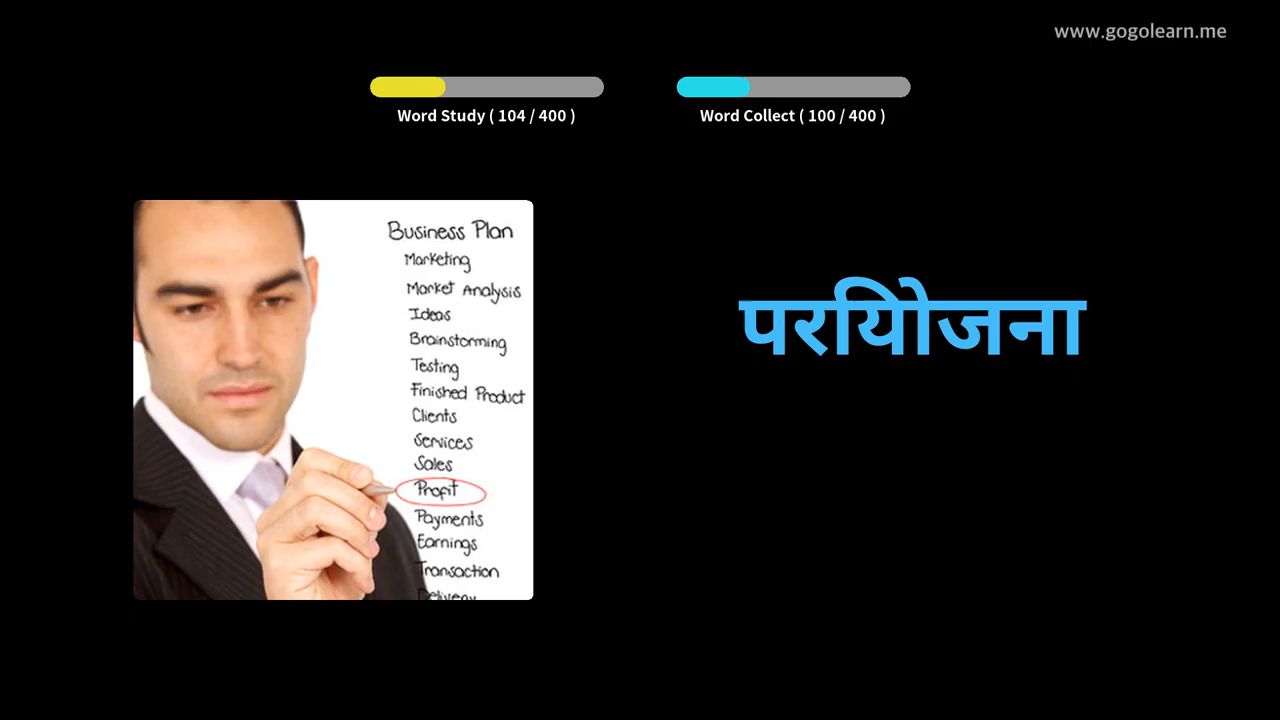 www.gogolearn.me
Word Study ( 104 / 400 )
Word Collect ( 100 / 400 )
Business Plan
Marketing
Market Analysis
Ideas
Brainstorming
Testing
Finished Product
Clients
Services
Sales
Profit
Payments
Earnings
Transaction
Delivery
परियोजना